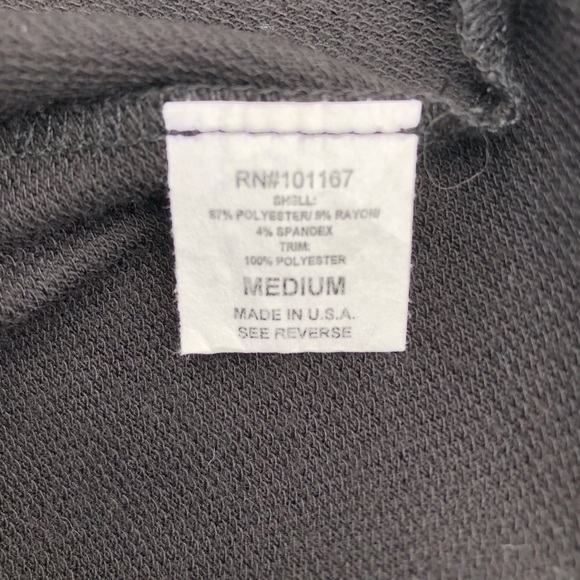 RN#101167
SHELL:
87% POLYESTER/ 9% RAYON/
4% SPANDEX
TRIM:
100% POLYESTER
MEDIUM
MADE IN U.S.A.
SEE REVERSE